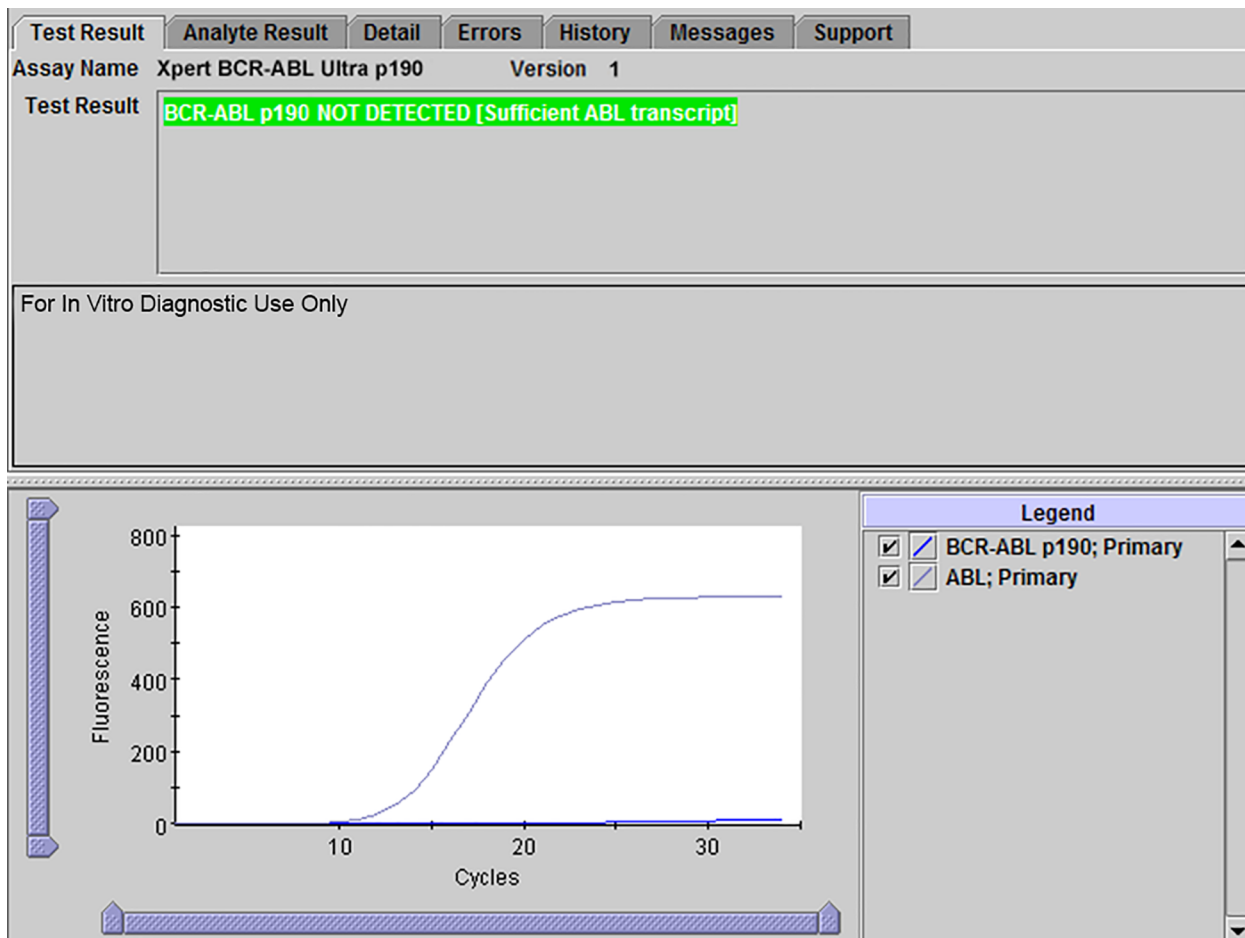 Test Result Analyte Result Detail Errors History Messages Support
Assay Name Xpert BCR-ABL Ultra p190 Version 1
Test Result BCR-ABL p190 NOT DETECTED [Sufficient ABL transcript]
For In Vitro Diagnostic Use Only
800
600
400
200
0
Fluorescence
10 20 30
Cycles
Legend
BCR-ABL p190; Primary
ABL; Primary